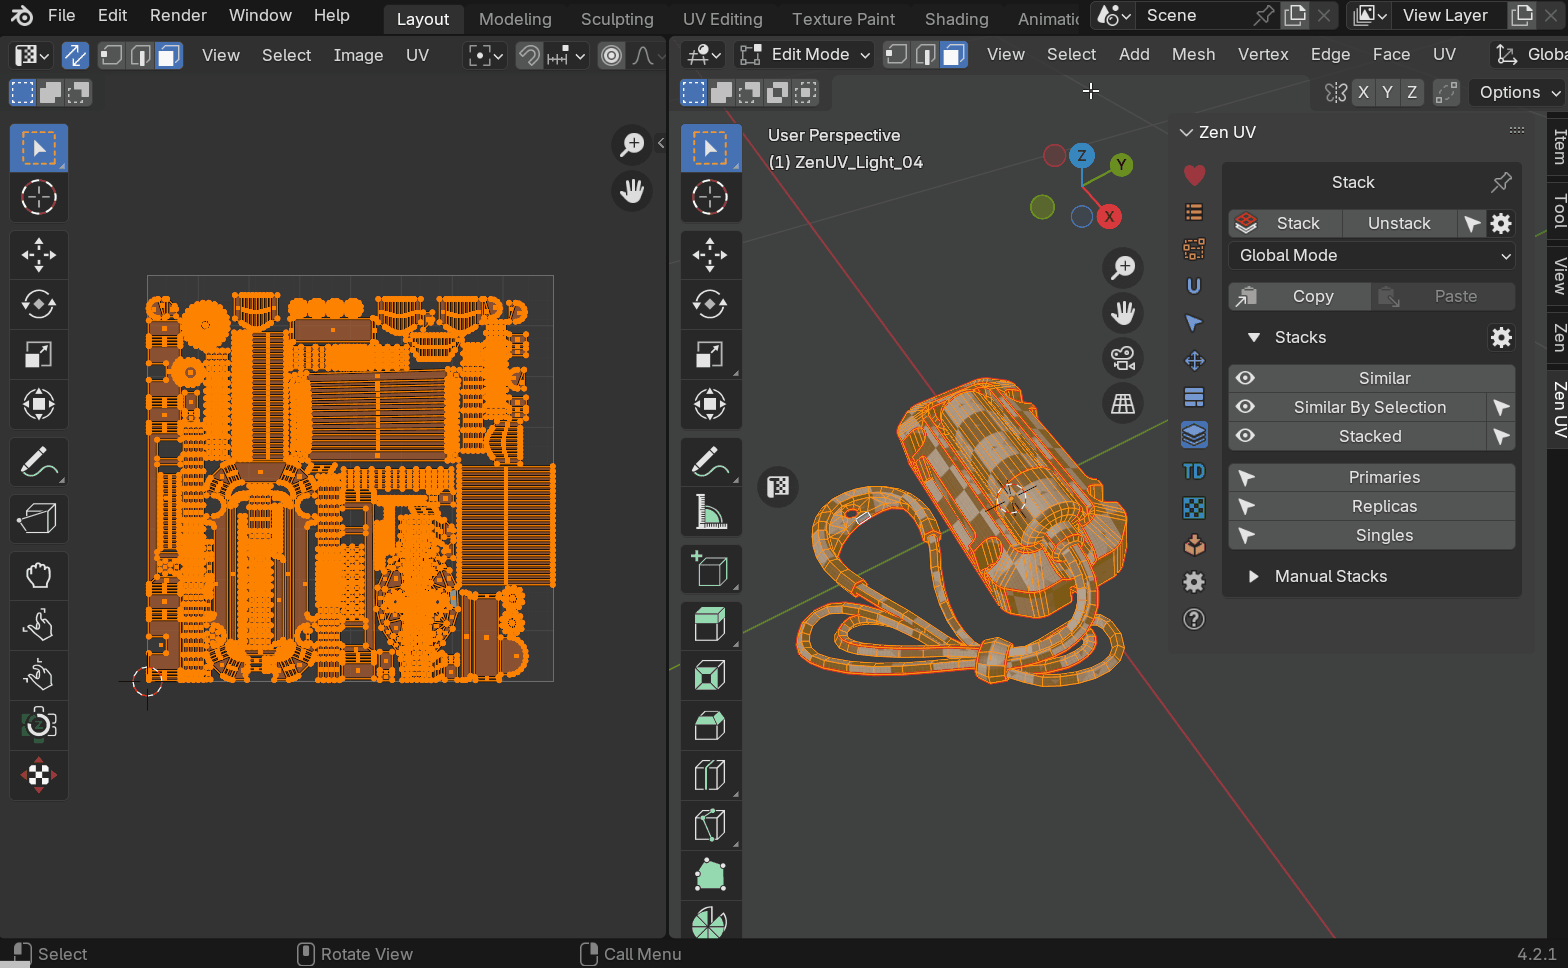 File Edit Render Window Help
Layout Modeling Sculpting UV Editing Texture Paint Shading Animatic
Scene
View Layer
View Select Image UV
Edit Mode
View Select Add Mesh Vertex Edge Face UV
Globa
X Y Z
Options
User Perspective
(1) ZenUV_Light_04
Z
Y
X
Zen UV
Stack
Stack Unstack
Global Mode
Copy Paste
Stacks
Similar
Similar By Selection
Stacked
TD
Primaries
Replicas
Singles
Manual Stacks
Item
Tool
View
Zen
Zen UV
Select
Rotate View
Call Menu
4.2.1